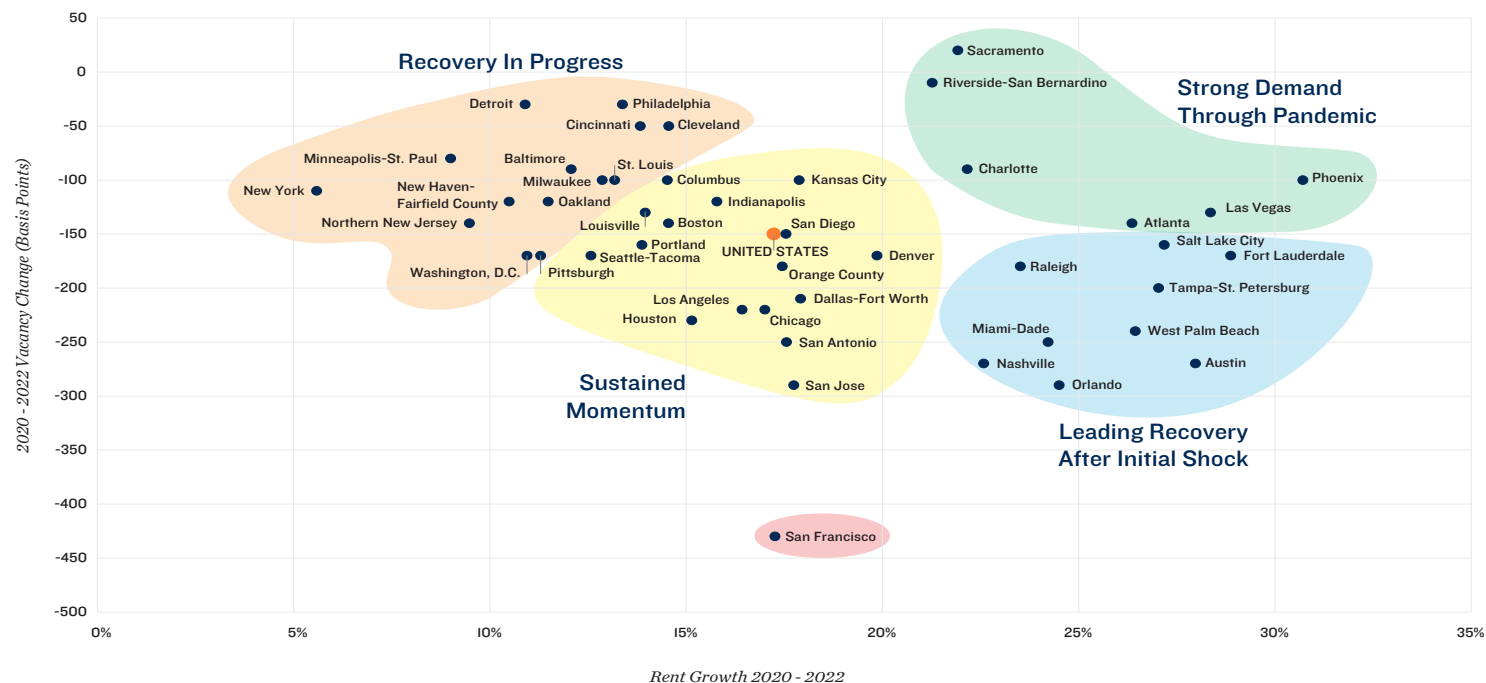 50
0
-50
-100
-150
-200
-250
-300
-350
-400
-450
-500
2020 - 2022 Vacancy Change (Basis Points)
Recovery In Progress
Detroit
Philadelphia
Cincinnati
Cleveland
Minneapolis-St. Paul
Baltimore
St. Louis
Milwaukee
New York
New Haven-
Fairfield County
Oakland
Northern New Jersey
Washington, D.C.
Pittsburgh
Columbus
Kansas City
Indianapolis
Louisville
Boston
San Diego
Portland
UNITED STATES
Seattle-Tacoma
Denver
Orange County
Los Angeles
Dallas-Fort Worth
Houston
Chicago
San Antonio
San Jose
Sustained
Momentum
Sacramento
Riverside-San Bernardino
Strong Demand
Through Pandemic
Charlotte
Phoenix
Las Vegas
Atlanta
Salt Lake City
Fort Lauderdale
Raleigh
Tampa-St. Petersburg
Miami-Dade
West Palm Beach
Nashville
Austin
Orlando
Leading Recovery
After Initial Shock
San Francisco
0%
5%
10%
15%
20%
25%
30%
35%
Rent Growth 2020 - 2022